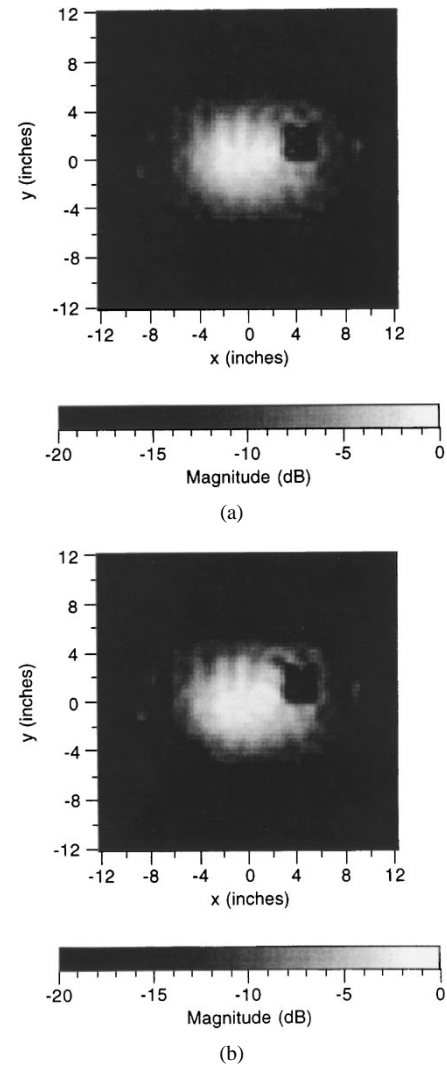 12
8
4
0
-4
-8
-12
y (inches)
-12 -8 -4 0 4 8 12
x (inches)
-20 -15 -10 -5 0
Magnitude (dB)
(a)
12
8
4
0
-4
-8
-12
y (inches)
-12 -8 -4 0 4 8 12
x (inches)
-20 -15 -10 -5 0
Magnitude (dB)
(b)